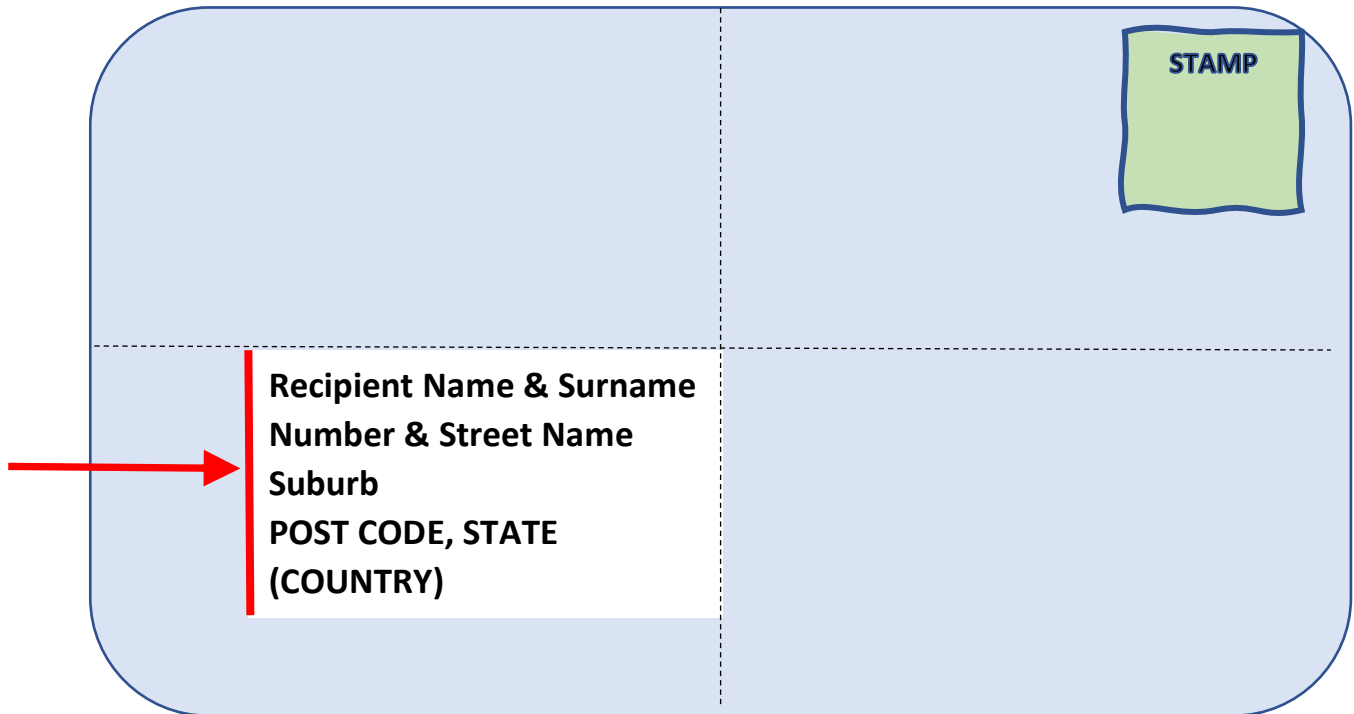 STAMP
Recipient Name & Surname
Number & Street Name
Suburb
POST CODE, STATE
(COUNTRY)